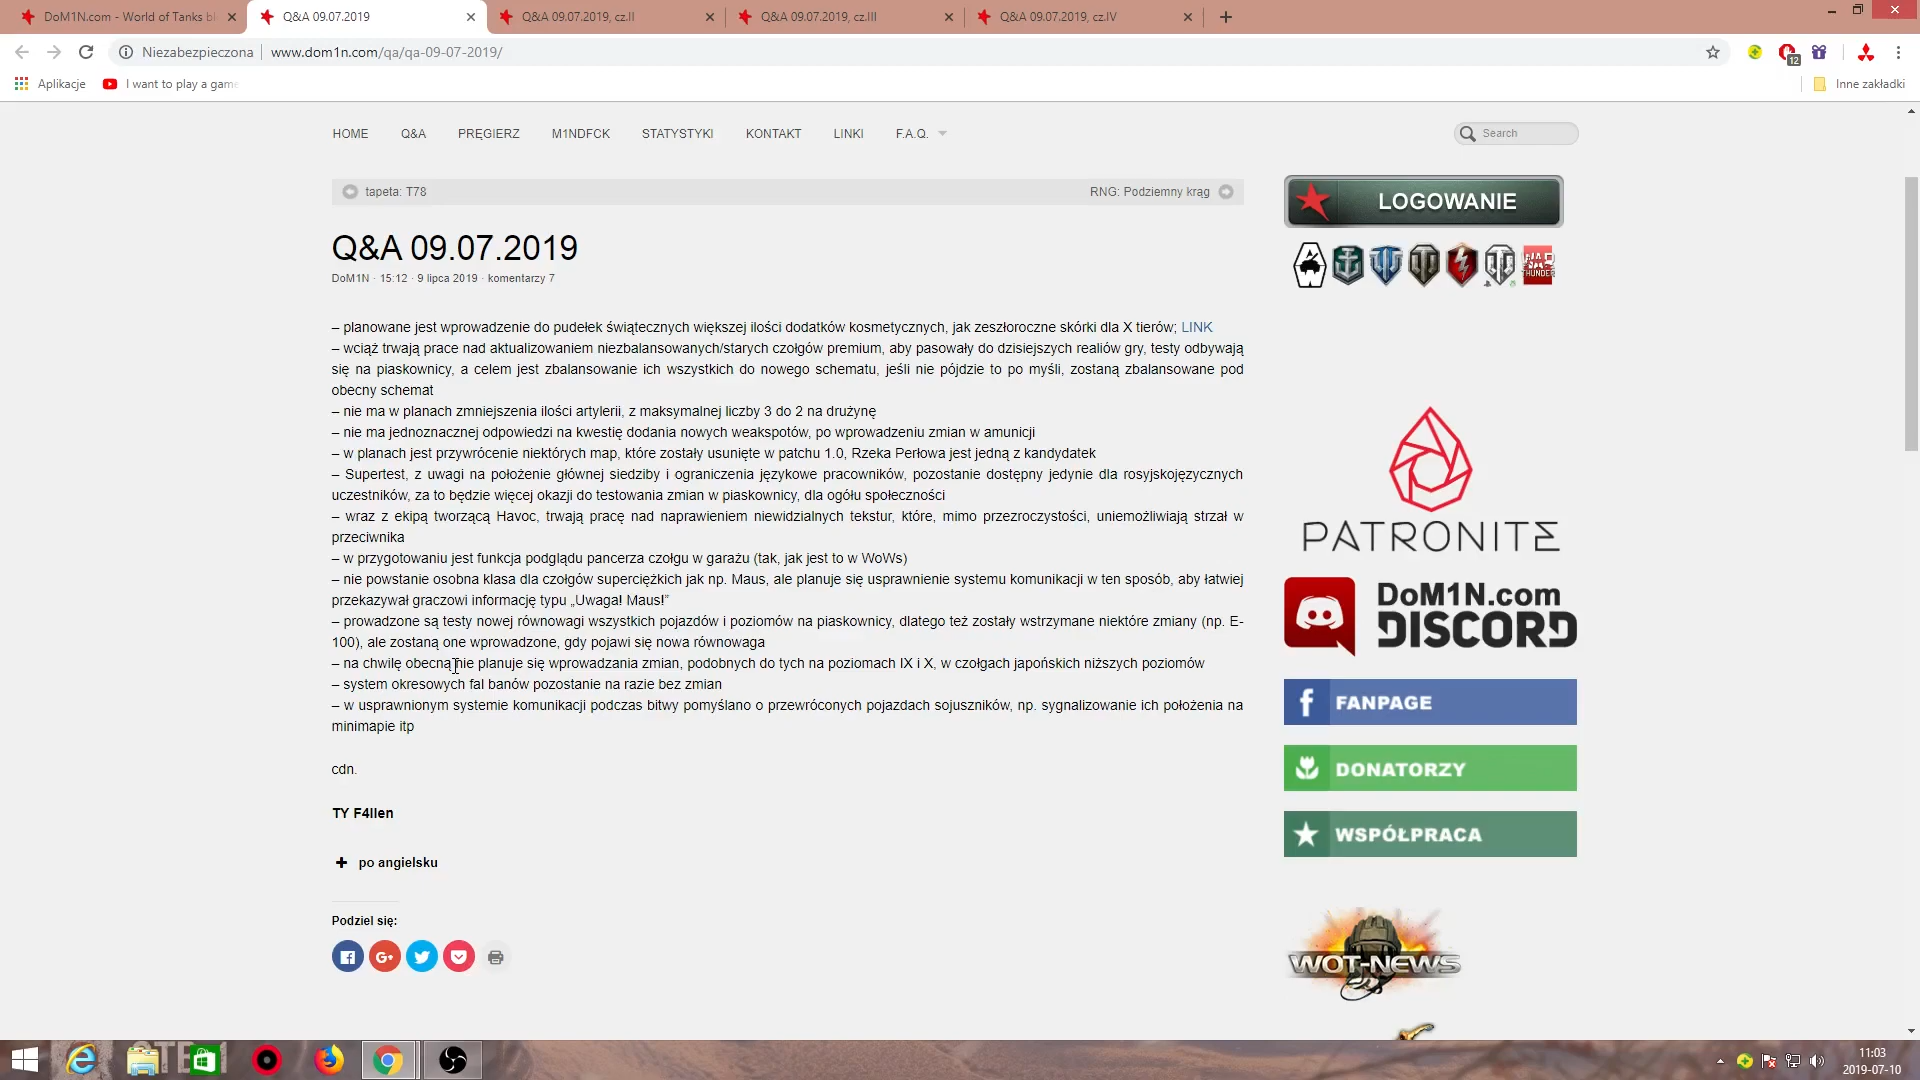 DoM1N.com - World of Tanks bl
Q&A 09.07.2019
Q&A 09.07.2019, cz.II
Q&A 09.07.2019, cz.III
Q&A 09.07.2019, cz.IV
Niezabezpieczona
www.dom1n.com/qa/qa-09-07-2019/
12
Aplikacje
I want to play a game
Inne zakładki
HOME
Q&A
PRĘGIERZ
M1NDFCK
STATYSTYKI
KONTAKT
LINKI
F.A.Q.
Search
tapeta: T78
RNG: Podziemny krąg
Q&A 09.07.2019
DoM1N · 15:12 · 9 lipca 2019 · komentarzy 7
– planowane jest wprowadzenie do pudełek świątecznych większej ilości dodatków kosmetycznych, jak zeszłoroczne skórki dla X tierów; LINK
– wciąż trwają prace nad aktualizowaniem niezbalansowanych/starych czołgów premium, aby pasowały do dzisiejszych realiów gry, testy odbywają
się na piaskownicy, a celem jest zbalansowanie ich wszystkich do nowego schematu, jeśli nie pójdzie to po myśli, zostaną zbalansowane pod
obecny schemat
– nie ma w planach zmniejszenia ilości artylerii, z maksymalnej liczby 3 do 2 na drużynę
– nie ma jednoznacznej odpowiedzi na kwestię dodania nowych weakspotów, po wprowadzeniu zmian w amunicji
– w planach jest przywrócenie niektórych map, które zostały usunięte w patchu 1.0, Rzeka Perłowa jest jedną z kandydatek
– Supertest, z uwagi na położenie głównej siedziby i ograniczenia językowe pracowników, pozostanie dostępny jedynie dla rosyjskojęzycznych
uczestników, za to będzie więcej okazji do testowania zmian w piaskownicy, dla ogółu społeczności
– wraz z ekipą tworzącą Havoc, trwają pracę nad naprawieniem niewidzialnych tekstur, które, mimo przezroczystości, uniemożliwiają strzał w
przeciwnika
– w przygotowaniu jest funkcja podglądu pancerza czołgu w garażu (tak, jak jest to w WoWs)
– nie powstanie osobna klasa dla czołgów superciężkich jak np. Maus, ale planuje się usprawnienie systemu komunikacji w ten sposób, aby łatwiej
przekazywał graczowi informację typu „Uwaga! Maus!”
– prowadzone są testy nowej równowagi wszystkich pojazdów i poziomów na piaskownicy, dlatego też zostały wstrzymane niektóre zmiany (np. E-
100), ale zostaną one wprowadzone, gdy pojawi się nowa równowaga
– na chwilę obecną nie planuje się wprowadzania zmian, podobnych do tych na poziomach IX i X, w czołgach japońskich niższych poziomów
– system okresowych fal banów pozostanie na razie bez zmian
– w usprawnionym systemie komunikacji podczas bitwy pomyślano o przewróconych pojazdach sojuszników, np. sygnalizowanie ich położenia na
minimapie itp
cdn.
TY F4llen
po angielsku
Podziel się:
LOGOWANIE
WAR THUNDER
PATRONITE
DoM1N.com
DISCORD
FANPAGE
DONATORZY
WSPÓŁPRACA
WOT-NEWS
11:03
2019-07-10